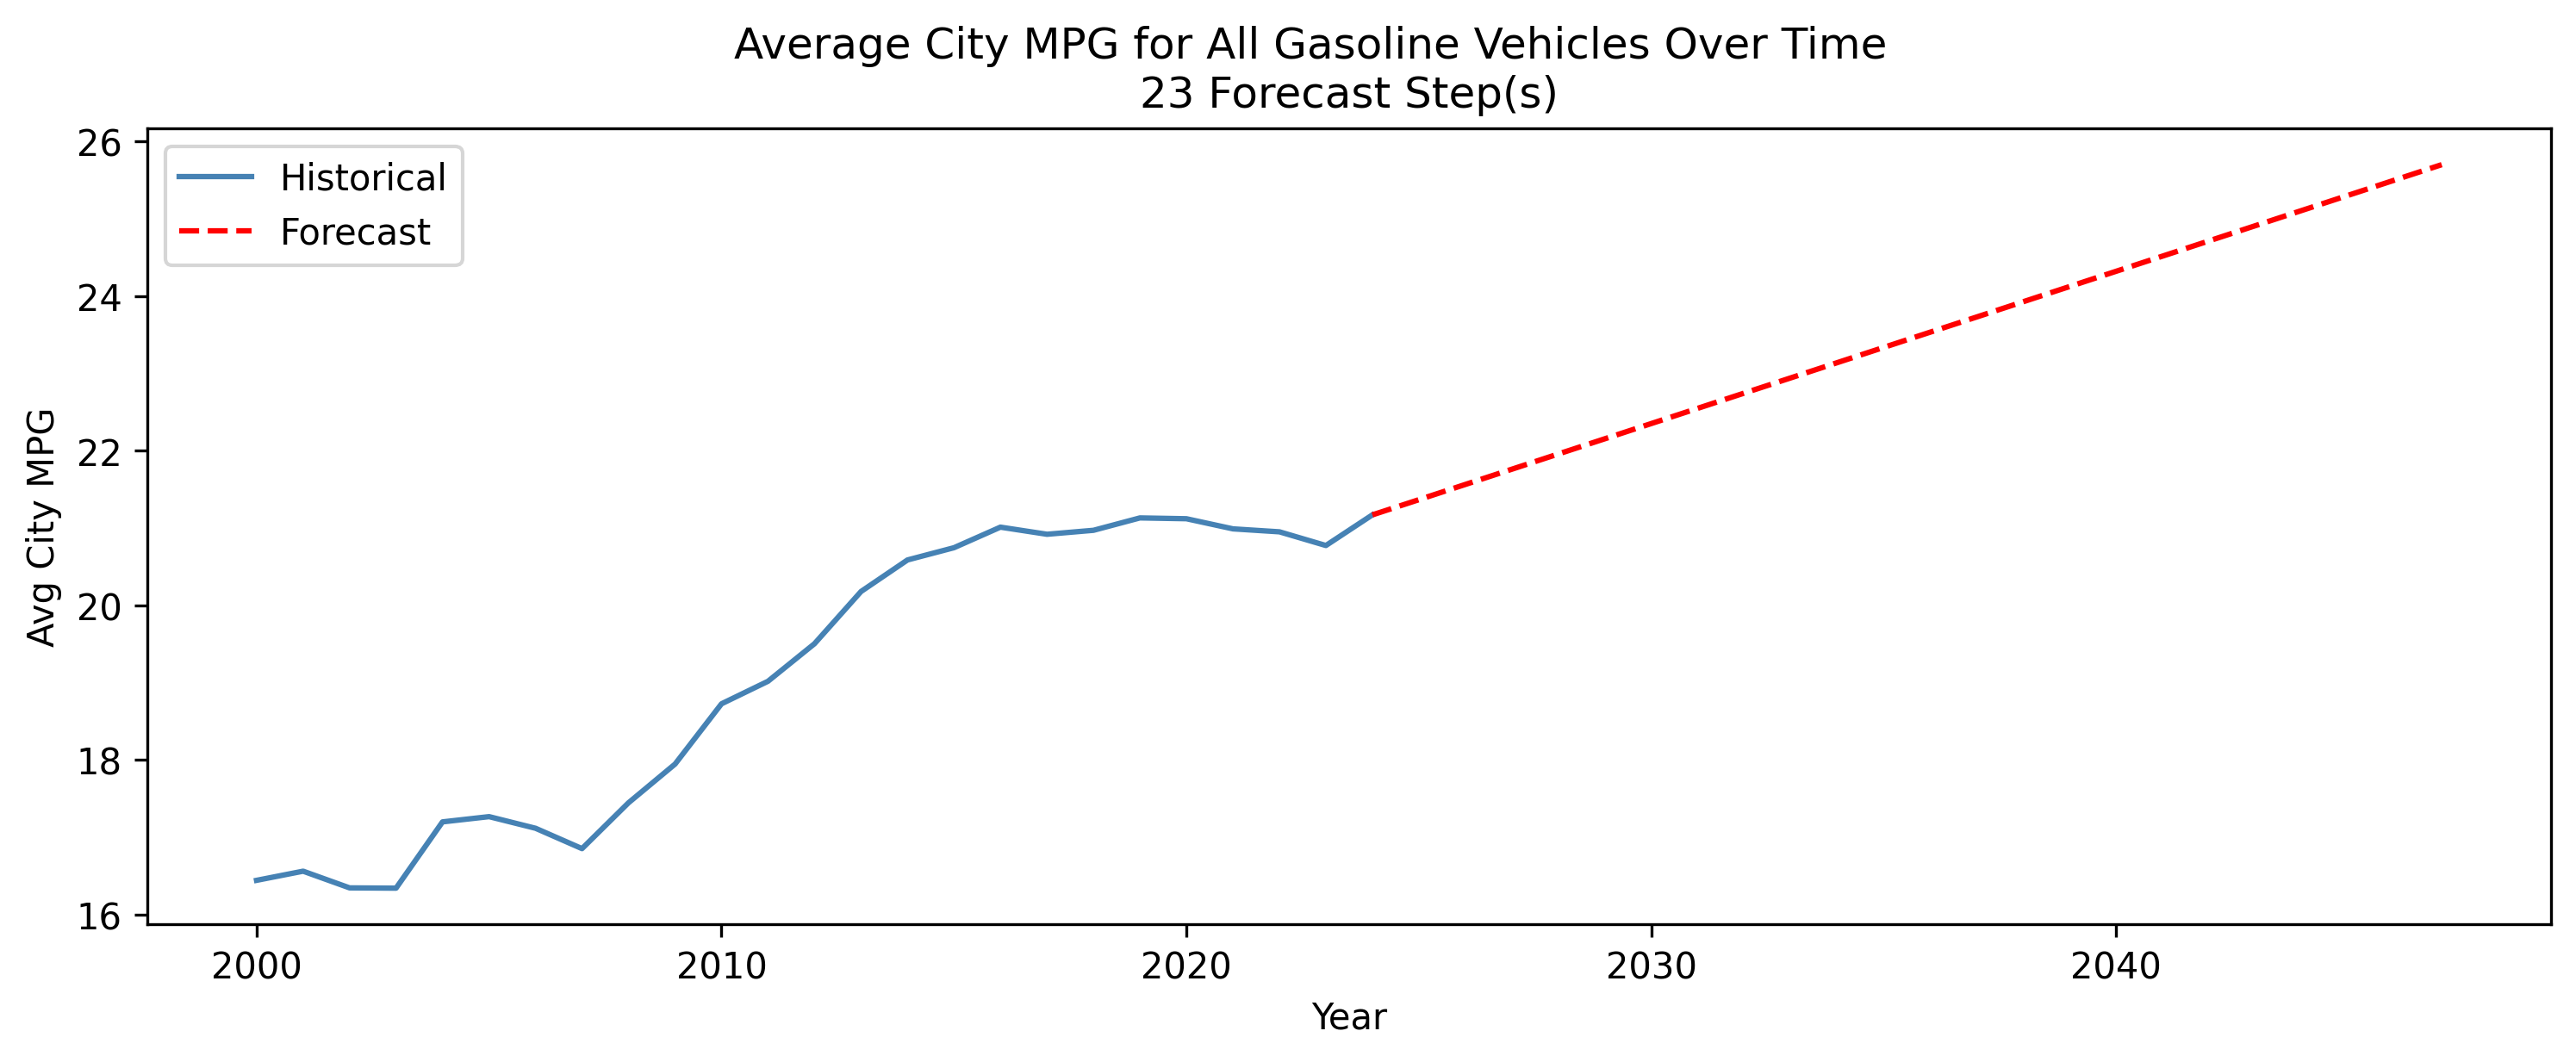 Average City MPG for All Gasoline Vehicles Over Time
23 Forecast Step(s)
26
24
22
20
18
16
Avg City MPG
Historical
Forecast
2000
2010
2020
2030
2040
Year